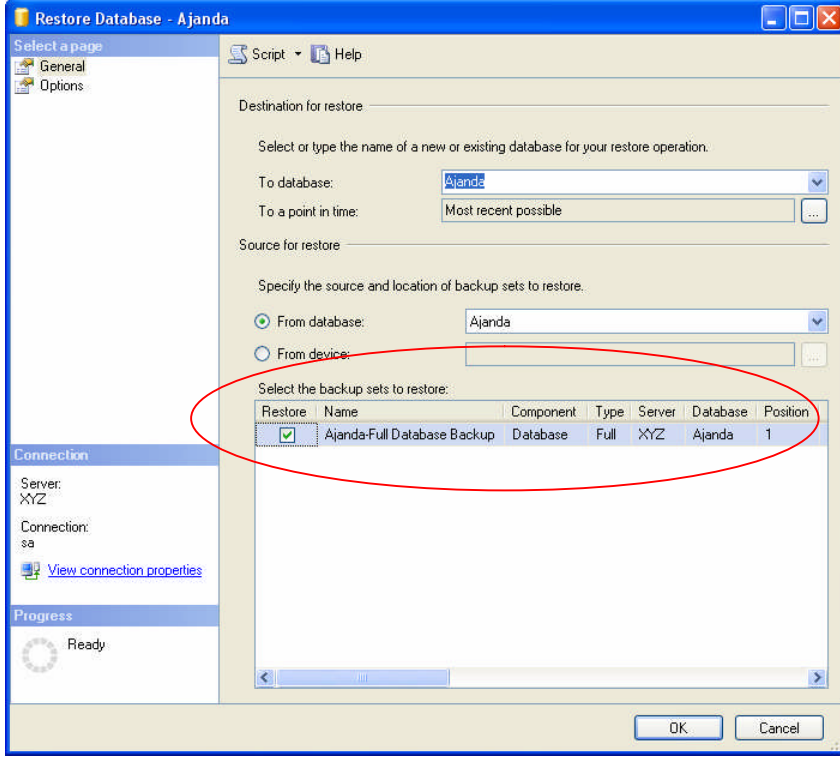 Restore Database - Ajanda
Select a page
General
Options
Script Help
Destination for restore
Select or type the name of a new or existing database for your restore operation.
To database: Ajanda
To a point in time: Most recent possible ...
Source for restore
Specify the source and location of backup sets to restore.
From database: Ajanda
From device: ...
Select the backup sets to restore:
Restore Name Component Type Server Database Position
Ajanda-Full Database Backup Database Full XYZ Ajanda 1
Connection
Server:
XYZ
Connection:
sa
View connection properties
Progress
Ready
OK Cancel